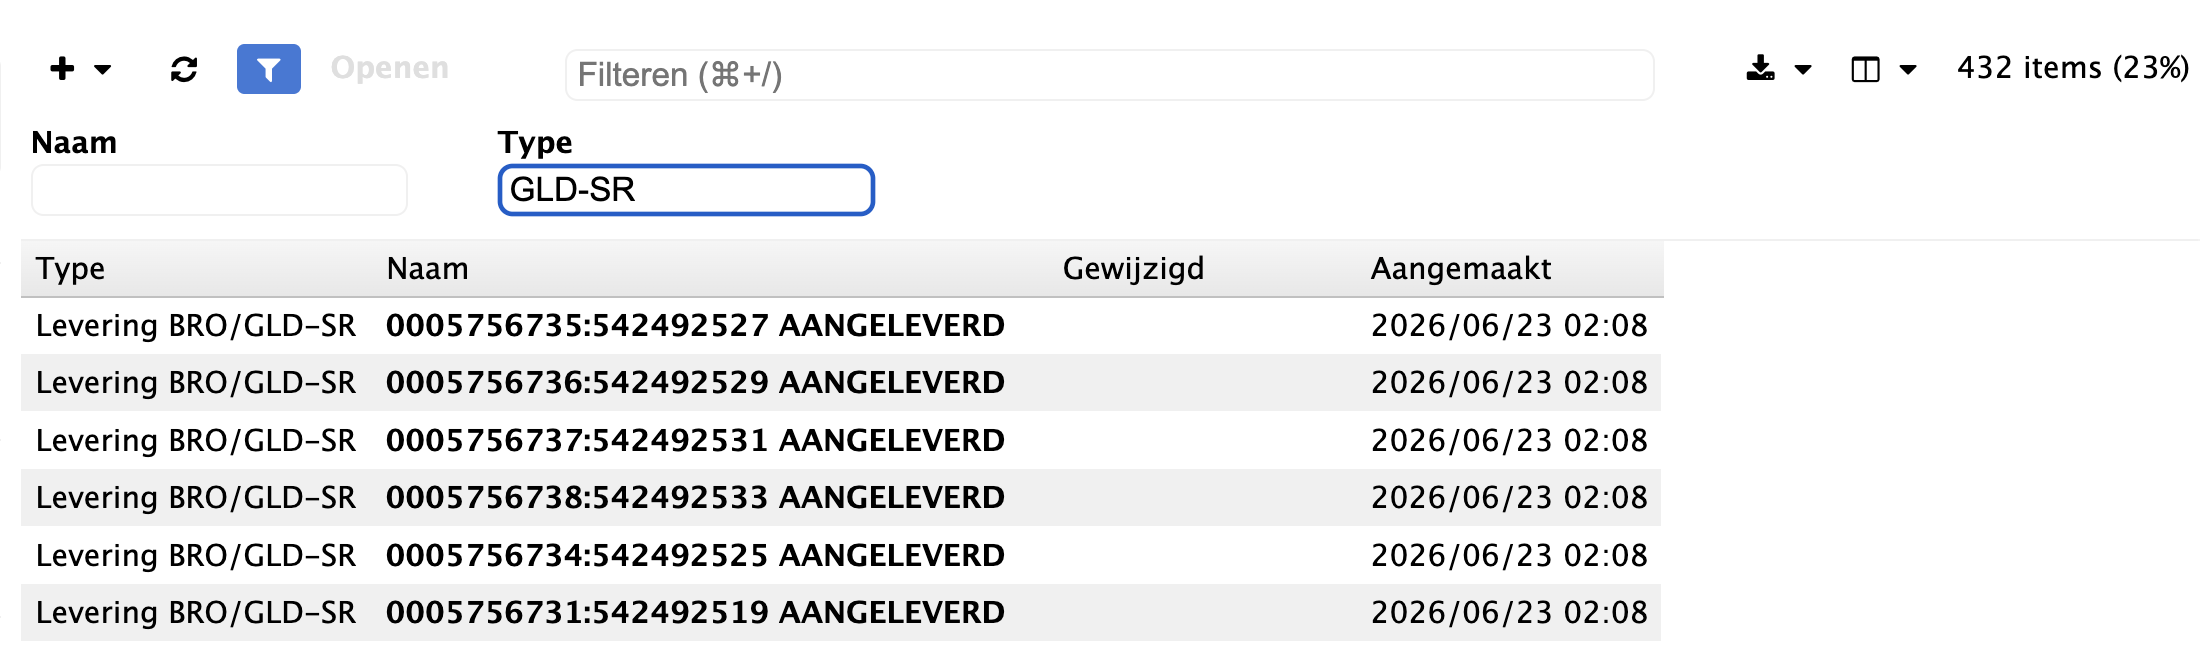 Openen Filteren (⌘+/) 432 items (23%)
Naam Type
GLD-SR
Type Naam Gewijzigd Aangemaakt
Levering BRO/GLD-SR 0005756735:542492527 AANGELEVERD 2026/06/23 02:08
Levering BRO/GLD-SR 0005756736:542492529 AANGELEVERD 2026/06/23 02:08
Levering BRO/GLD-SR 0005756737:542492531 AANGELEVERD 2026/06/23 02:08
Levering BRO/GLD-SR 0005756738:542492533 AANGELEVERD 2026/06/23 02:08
Levering BRO/GLD-SR 0005756734:542492525 AANGELEVERD 2026/06/23 02:08
Levering BRO/GLD-SR 0005756731:542492519 AANGELEVERD 2026/06/23 02:08